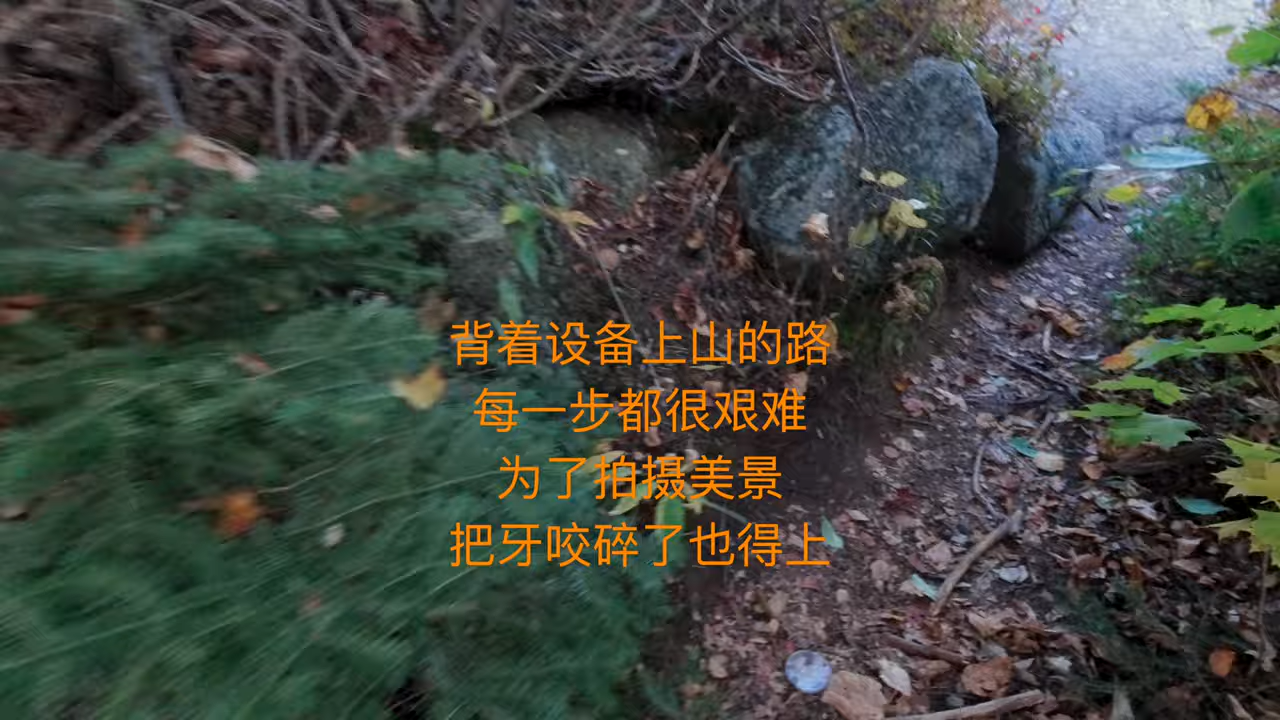 背着设备上山的路
每一步都很艰难
为了拍摄美景
把牙咬碎了也得上